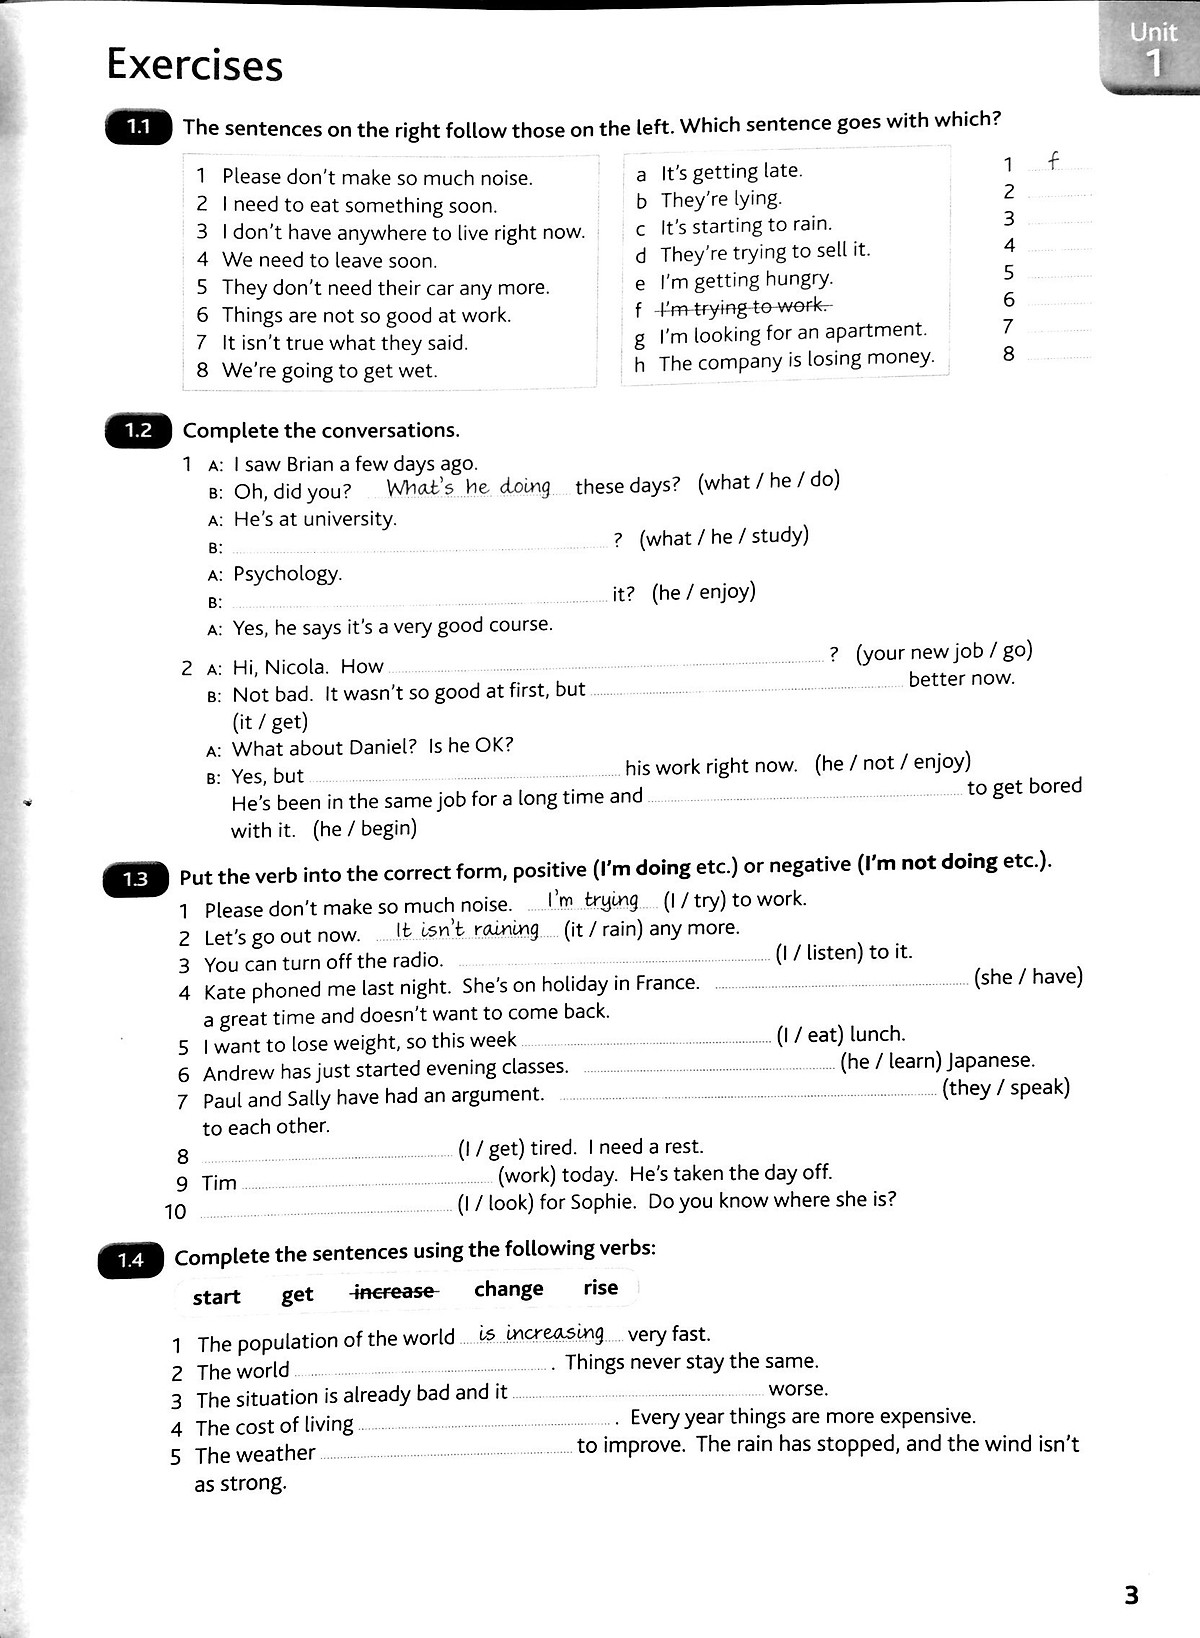 Unit
1
Exercises
1.1 The sentences on the right follow those on the left. Which sentence goes with which?
1 Please don't make so much noise.
2 I need to eat something soon.
3 I don't have anywhere to live right now.
4 We need to leave soon.
5 They don't need their car any more.
6 Things are not so good at work.
7 It isn't true what they said.
8 We're going to get wet.
a It's getting late.
b They're lying.
c It's starting to rain.
d They're trying to sell it.
e I'm getting hungry.
f I'm trying to work.
g I'm looking for an apartment.
h The company is losing money.
1 f
2
3
4
5
6
7
8
1.2 Complete the conversations.
1 A: I saw Brian a few days ago.
B: Oh, did you? What's he doing these days? (what / he / do)
A: He's at university.
B: ? (what / he / study)
A: Psychology.
B: it? (he / enjoy)
A: Yes, he says it's a very good course.
2 A: Hi, Nicola. How ? (your new job / go)
B: Not bad. It wasn't so good at first, but better now.
(it / get)
A: What about Daniel? Is he OK?
B: Yes, but his work right now. (he / not / enjoy)
He's been in the same job for a long time and to get bored
with it. (he / begin)
1.3 Put the verb into the correct form, positive (I'm doing etc.) or negative (I'm not doing etc.).
1 Please don't make so much noise. I'm trying (I / try) to work.
2 Let's go out now. It isn't raining (it / rain) any more.
3 You can turn off the radio. (I / listen) to it.
4 Kate phoned me last night. She's on holiday in France. (she / have)
a great time and doesn't want to come back.
5 I want to lose weight, so this week (I / eat) lunch.
6 Andrew has just started evening classes. (he / learn) Japanese.
7 Paul and Sally have had an argument. (they / speak)
to each other.
8 (I / get) tired. I need a rest.
9 Tim (work) today. He's taken the day off.
10 (I / look) for Sophie. Do you know where she is?
1.4 Complete the sentences using the following verbs:
start get increase change rise
1 The population of the world is increasing very fast.
2 The world . Things never stay the same.
3 The situation is already bad and it worse.
4 The cost of living . Every year things are more expensive.
5 The weather to improve. The rain has stopped, and the wind isn't
as strong.
3